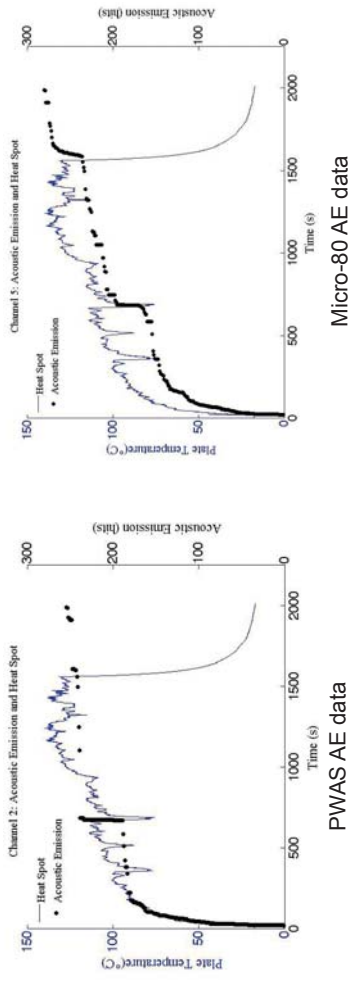 Channel 2: Acoustic Emission and Heat Spot
Heat Spot
Acoustic Emission
Plate Temperature(°C)
150
100
50
0
Acoustic Emission (hits)
300
200
100
0
0
500
1000
1500
2000
Time (s)
PWAS AE data
Channel 5: Acoustic Emission and Heat Spot
Heat Spot
Acoustic Emission
Plate Temperature(°C)
150
100
50
0
Acoustic Emission (hits)
300
200
100
0
0
500
1000
1500
2000
Time (s)
Micro-80 AE data